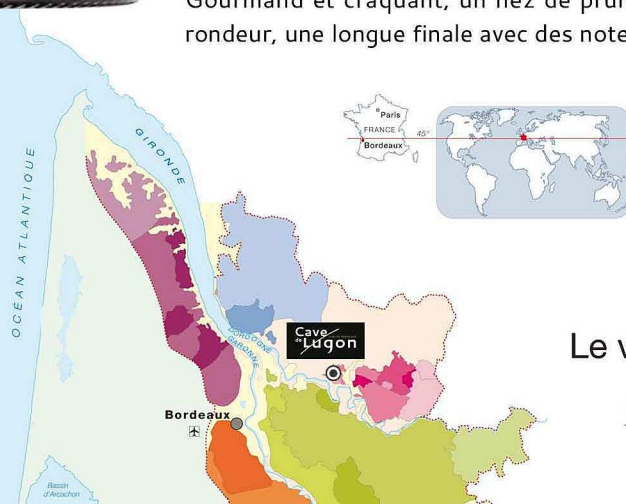 Gourmand et craquant, un nez de prun
rondeur, une longue finale avec des note
Paris
FRANCE
45°
Bordeaux
GIRONDE
OCÉAN ATLANTIQUE
Cave
de Lugon
DORDOGNE
GARONNE
Le v
Bordeaux
Bassin
d'Arcachon